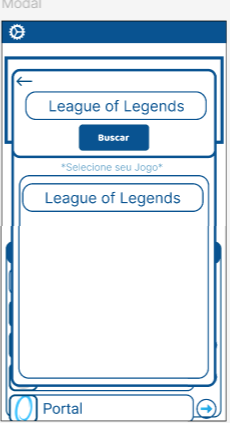 Modal
League of Legends
Buscar
*Selecione seu Jogo*
League of Legends
Portal